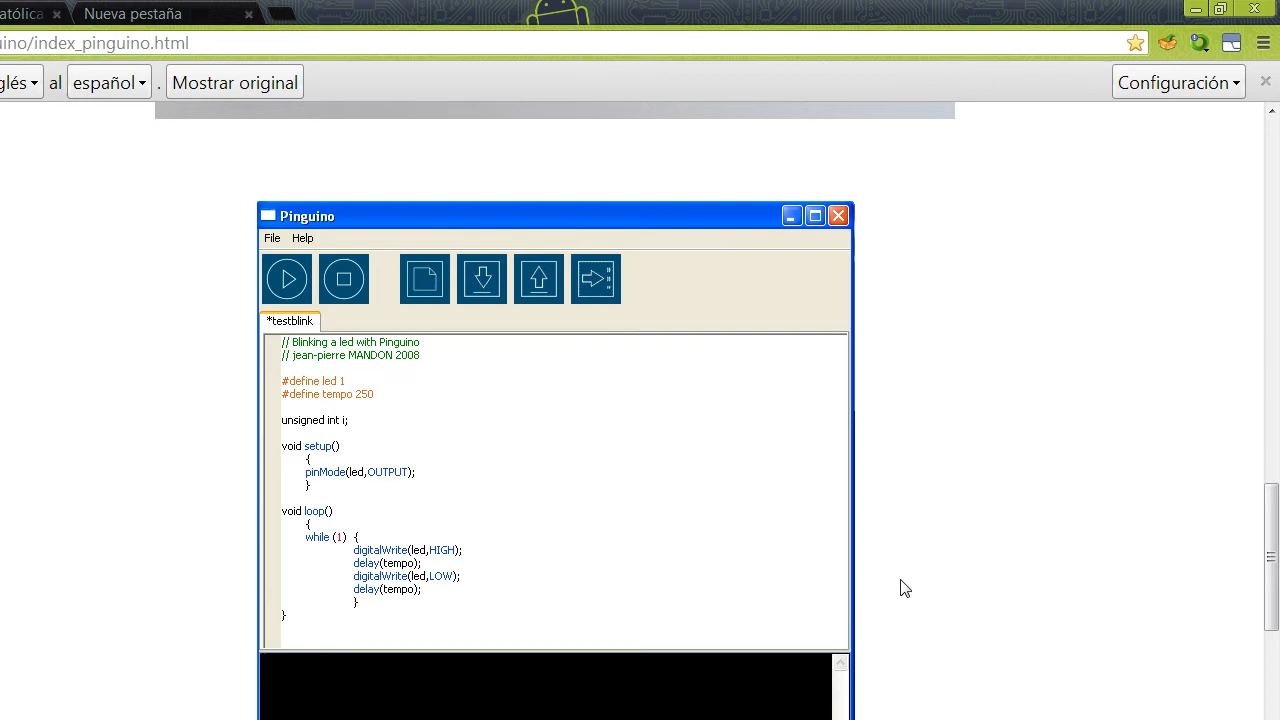 atólica
Nueva pestaña
uino/index_pinguino.html
glés al español . Mostrar original
Configuración
Pinguino
File Help
*testblink
// Blinking a led with Pinguino
// jean-pierre MANDON 2008
#define led 1
#define tempo 250
unsigned int i;
void setup()
{
pinMode(led,OUTPUT);
}
void loop()
{
while (1) {
digitalWrite(led,HIGH);
delay(tempo);
digitalWrite(led,LOW);
delay(tempo);
}
}